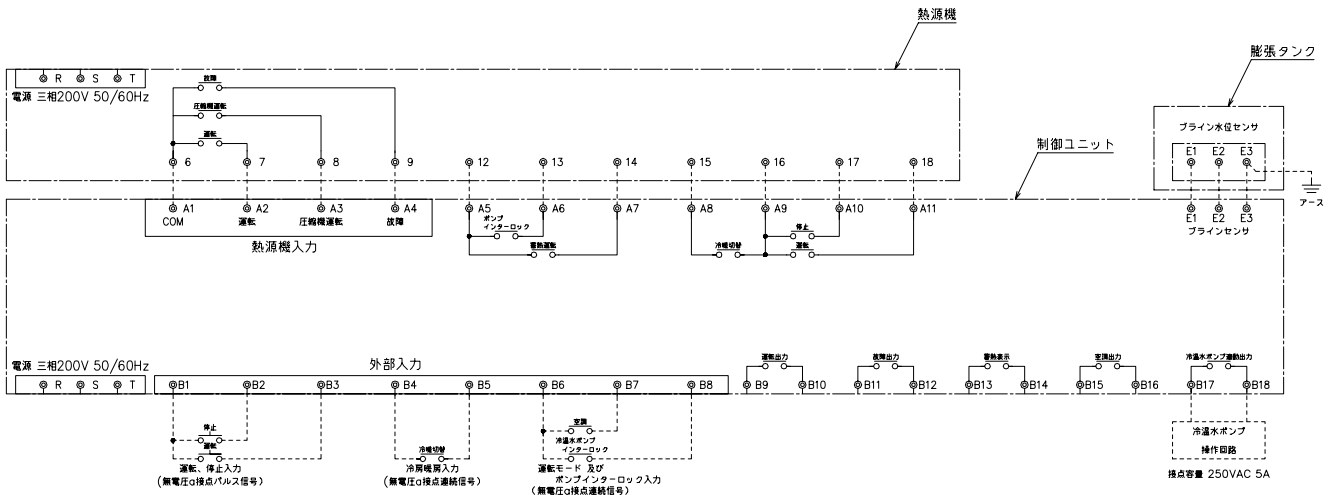 熱源機
膨張タンク
R S T
電源 三相200V 50/60Hz
故障
圧縮機運転
運転
6 7 8 9 12 13 14 15 16 17 18
ブライン水位センサ
E1 E2 E3
アース
制御ユニット
A1 A2 A3 A4 A5 A6 A7 A8 A9 A10 A11
COM 運転 圧縮機運転 故障
熱源機入力
ポンプ
インターロック
蓄熱運転
冷暖切替
停止
運転
E1 E2 E3
ブラインセンサ
電源 三相200V 50/60Hz
R S T
外部入力
B1 B2 B3 B4 B5 B6 B7 B8
運転出力
B9 B10
故障出力
B11 B12
蓄熱表示
B13 B14
空調出力
B15 B16
冷温水ポンプ連動出力
B17 B18
停止
運転
運転、停止入力
(無電圧a接点パルス信号)
冷暖切替
冷房暖房入力
(無電圧a接点連続信号)
空調
冷温水ポンプ
インターロック
運転モード 及び
ポンプインターロック入力
(無電圧a接点連続信号)
冷温水ポンプ
操作回路
接点容量 250VAC 5A